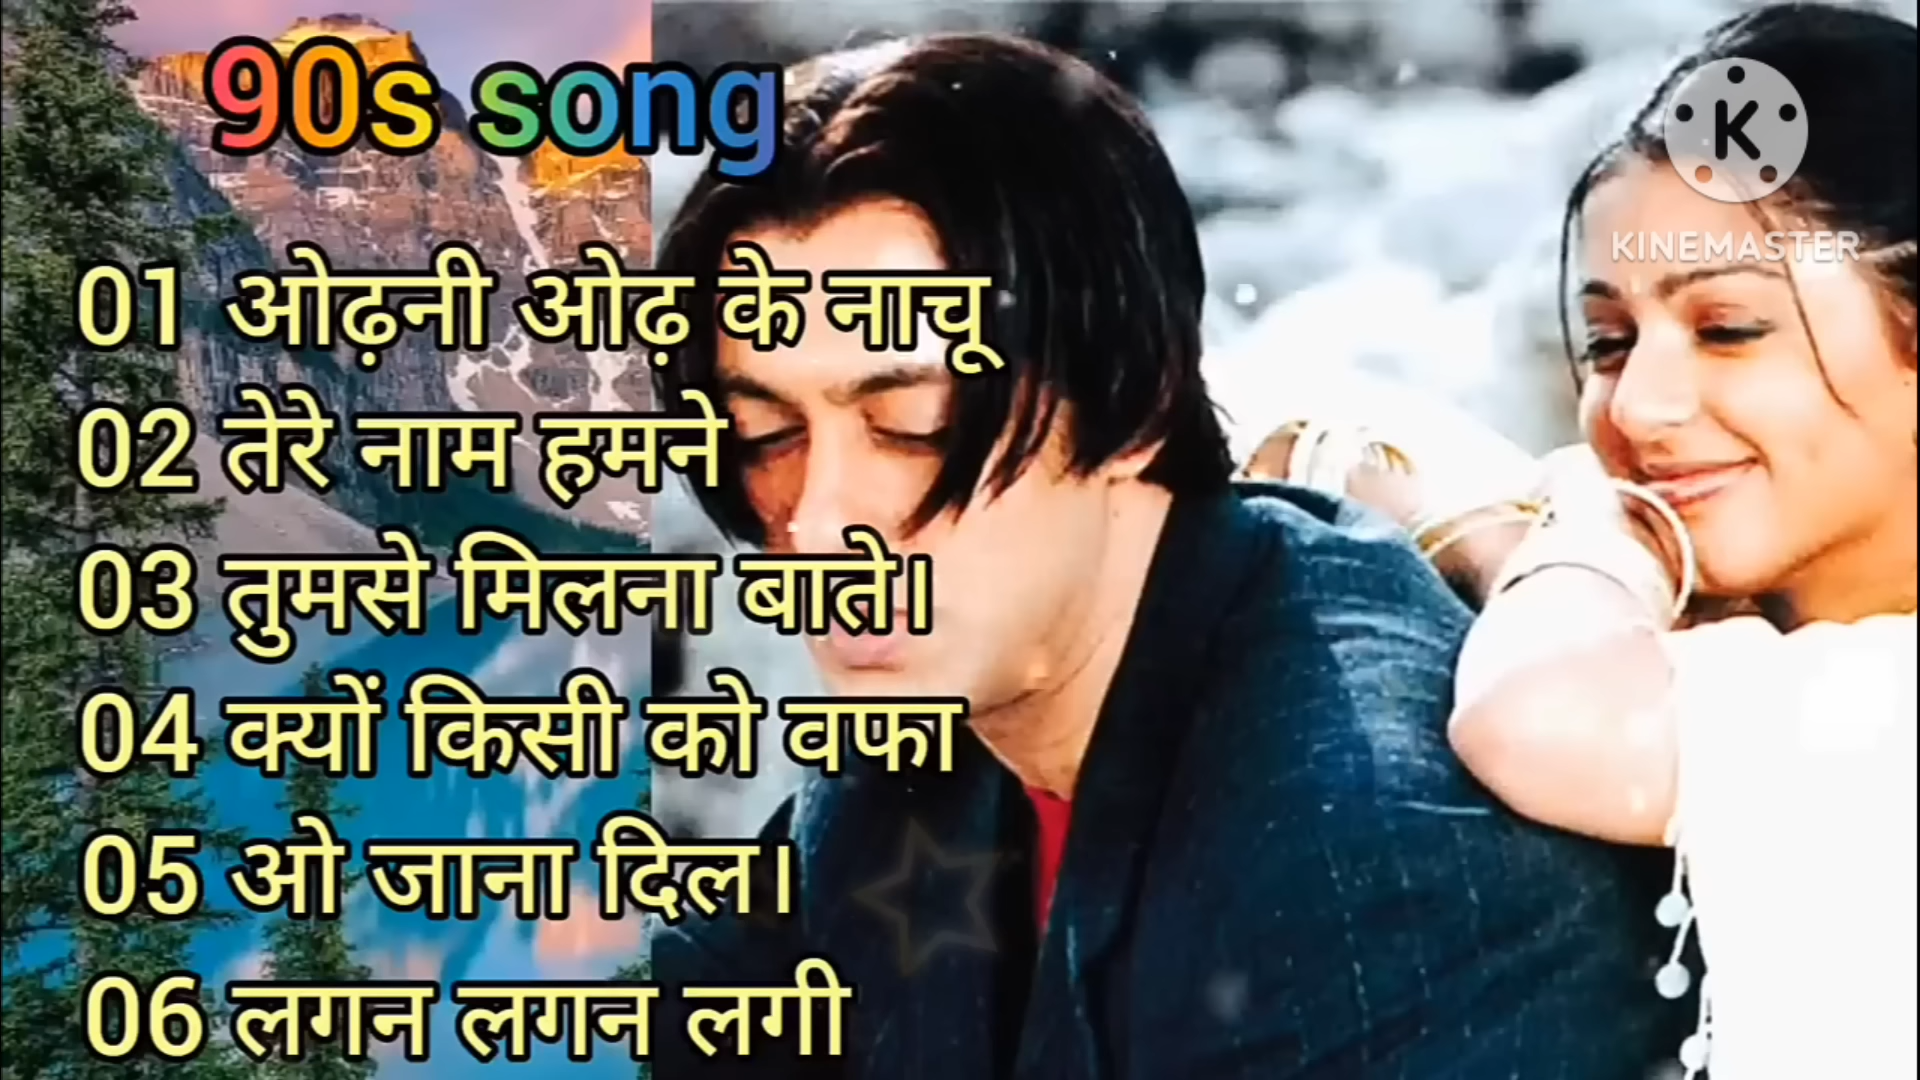 90s song
K
KINEMASTER
01 ओढ़नी ओढ़ के नाचू
02 तेरे नाम हमने
03 तुमसे मिलना बाते।
04 क्यों किसी को वफा
05 ओ जाना दिल।
06 लगन लगन लगी